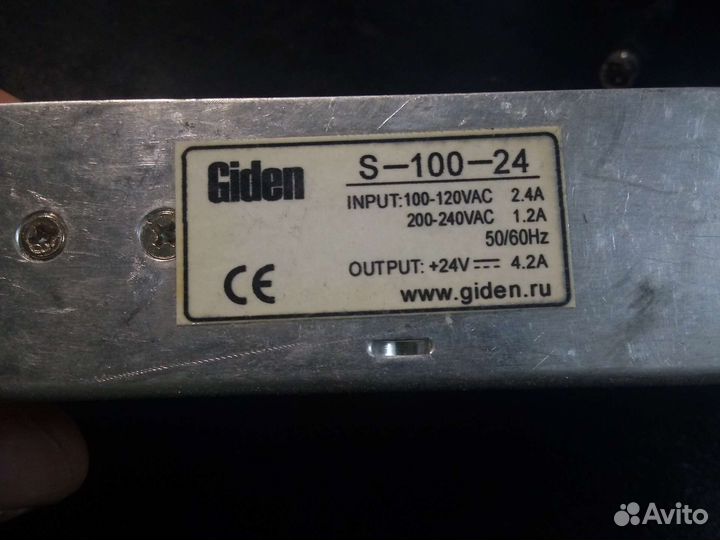 Giden
S-100-24
INPUT: 100-120VAC 2.4A
200-240VAC 1.2A
50/60Hz
OUTPUT: +24V ⎓ 4.2A
CE
www.giden.ru
Avito